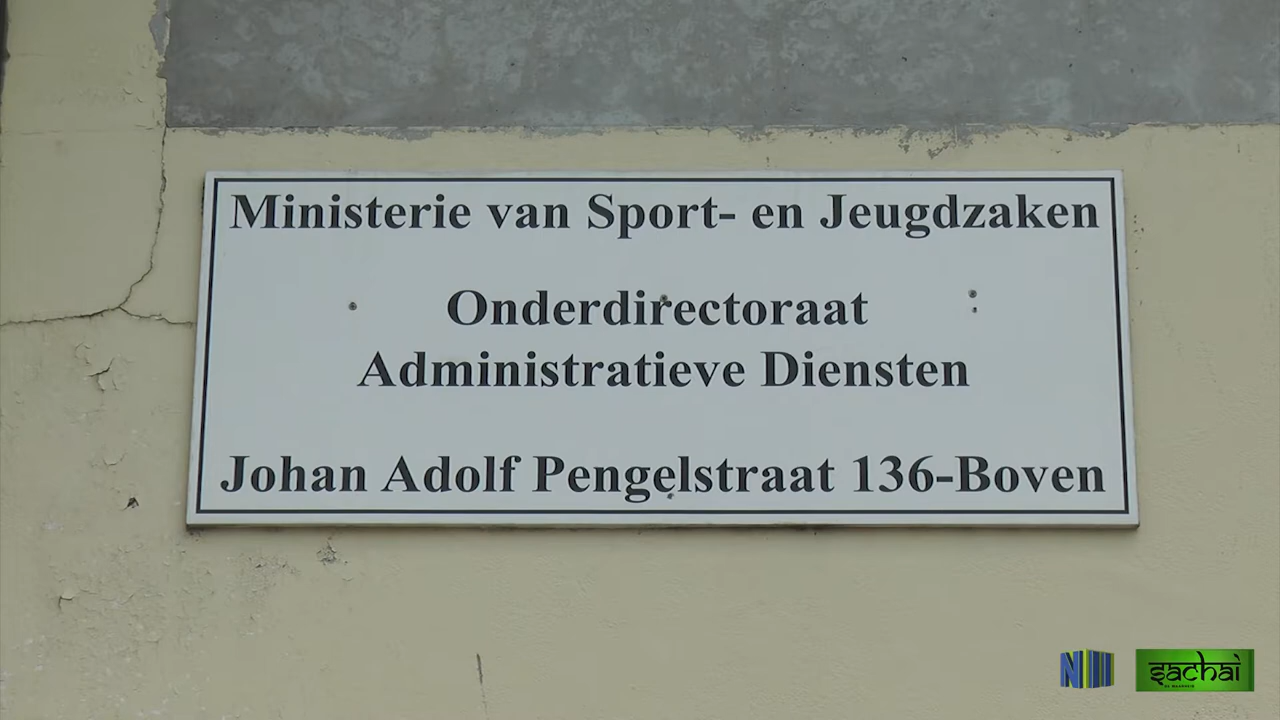 Ministerie van Sport- en Jeugdzaken
Onderdirectoraat
Administratieve Diensten
Johan Adolf Pengelstraat 136-Boven
sachai